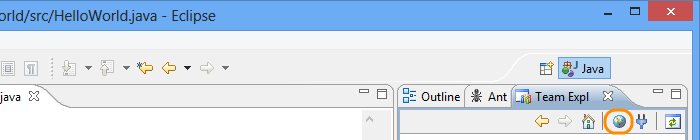 orld/src/HelloWorld.java - Eclipse
Java
java
Outline
Ant
Team Expl